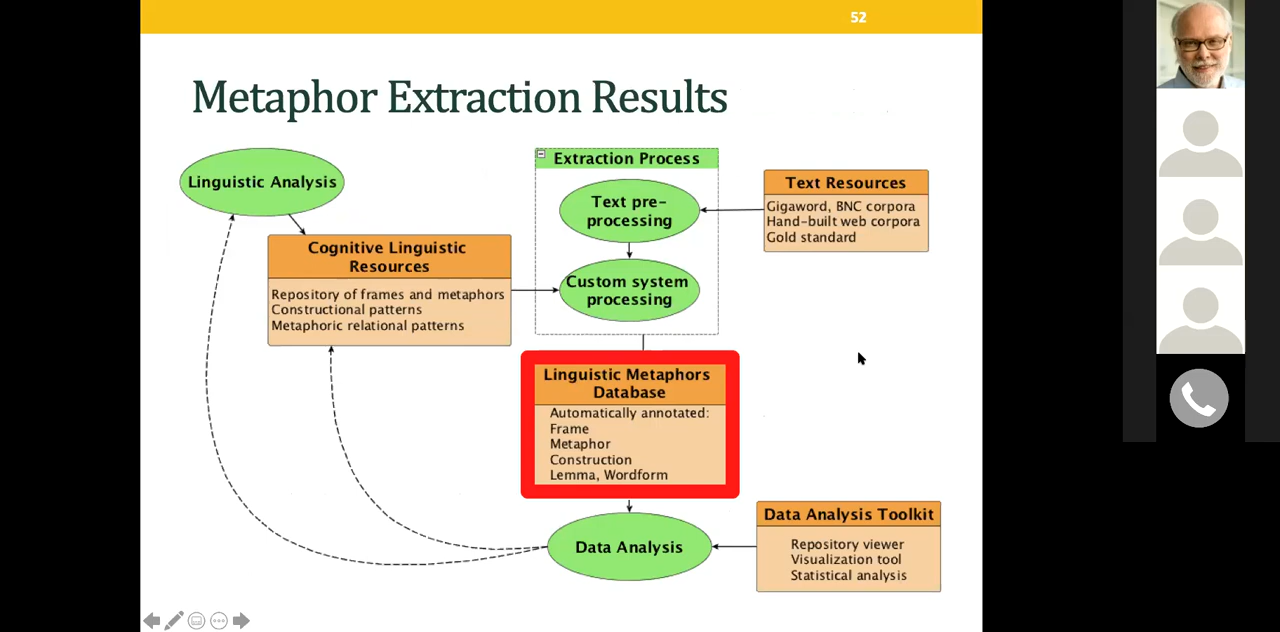 52
Metaphor Extraction Results
Linguistic Analysis
Cognitive Linguistic
Resources
Repository of frames and metaphors
Constructional patterns
Metaphoric relational patterns
Extraction Process
Text pre-
processing
Custom system
processing
Text Resources
Gigaword, BNC corpora
Hand-built web corpora
Gold standard
Linguistic Metaphors
Database
Automatically annotated:
Frame
Metaphor
Construction
Lemma, Wordform
Data Analysis
Data Analysis Toolkit
Repository viewer
Visualization tool
Statistical analysis